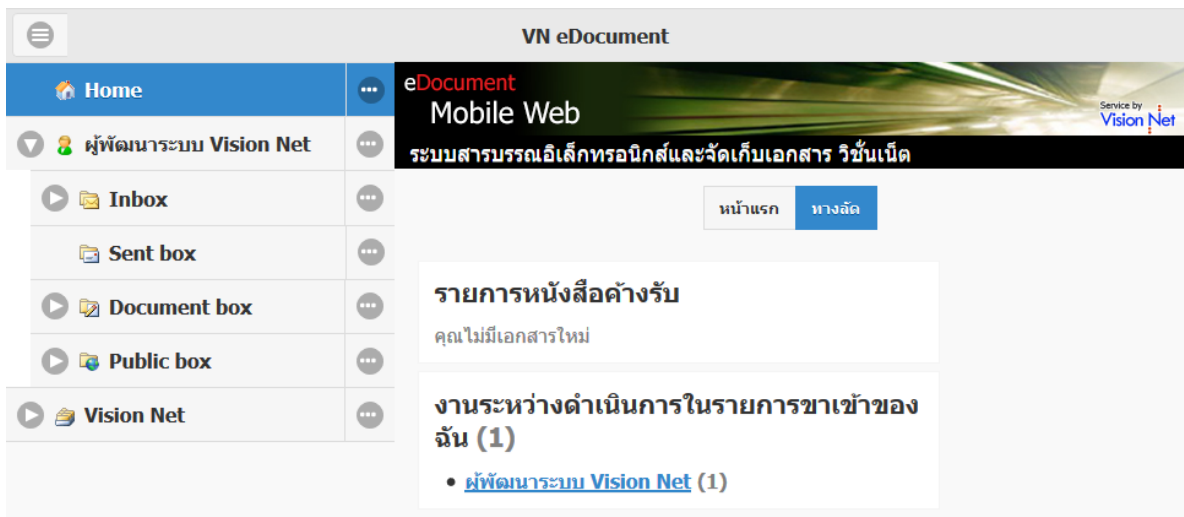 VN eDocument
Home
ผู้พัฒนาระบบ Vision Net
Inbox
Sent box
Document box
Public box
Vision Net
eDocument
Mobile Web
Service by
Vision Net
ระบบสารบรรณอิเล็กทรอนิกส์และจัดเก็บเอกสาร วิชั่นเน็ต
หน้าแรก ทางลัด
รายการหนังสือค้างรับ
คุณไม่มีเอกสารใหม่
งานระหว่างดำเนินการในรายการขาเข้าของ
ฉัน (1)
• ผู้พัฒนาระบบ Vision Net (1)